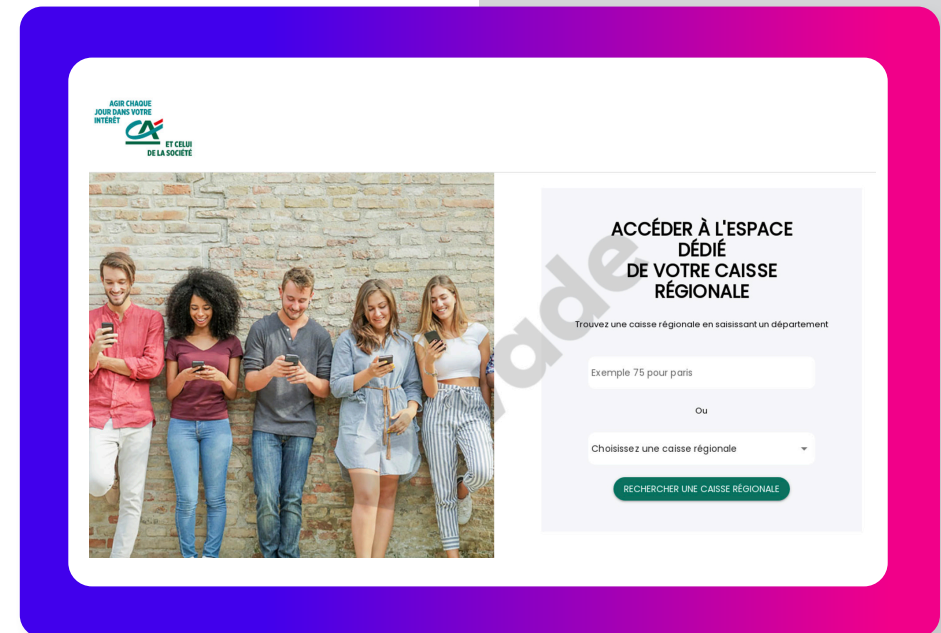 AGIR CHAQUE
JOUR DANS VOTRE
INTÉRÊT
CA
ET CELUI
DE LA SOCIÉTÉ
ACCÉDER À L'ESPACE
DÉDIÉ
DE VOTRE CAISSE
RÉGIONALE
Trouvez une caisse régionale en saisissant un département
Exemple 75 pour paris
Ou
Choisissez une caisse régionale
RECHERCHER UNE CAISSE RÉGIONALE